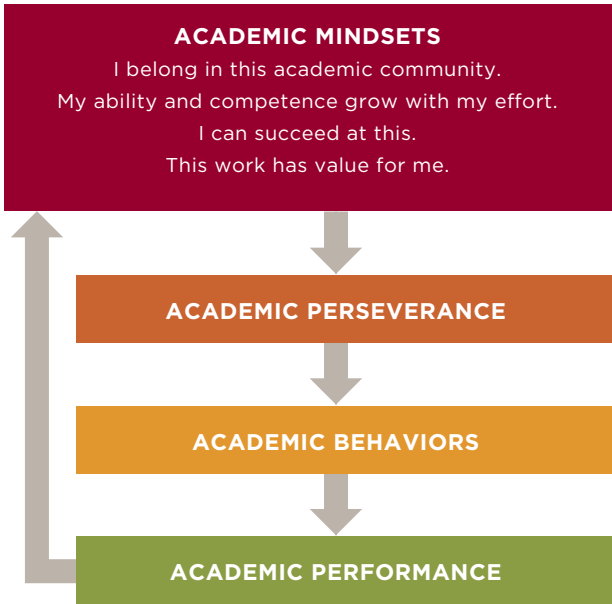 ACADEMIC MINDSETS
I belong in this academic community.
My ability and competence grow with my effort.
I can succeed at this.
This work has value for me.
ACADEMIC PERSEVERANCE
ACADEMIC BEHAVIORS
ACADEMIC PERFORMANCE